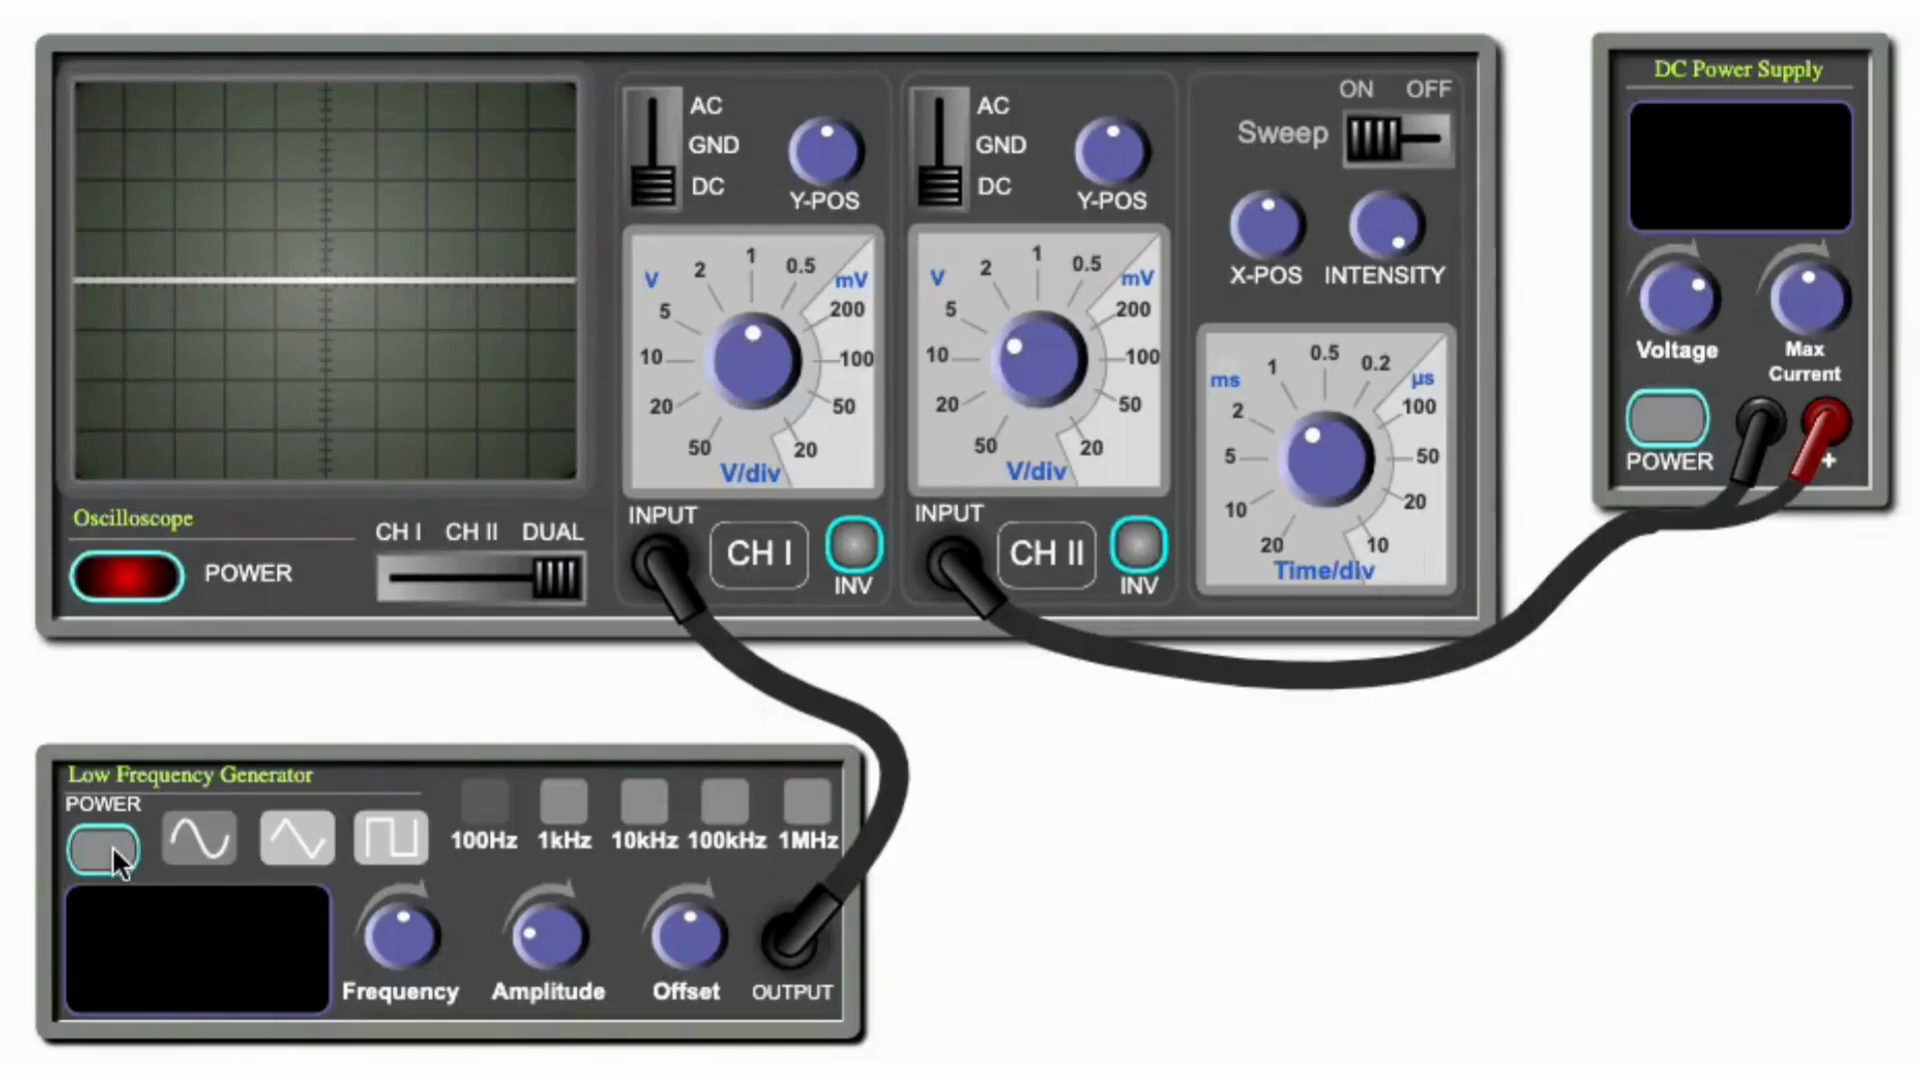 AC
GND
DC
Y-POS
AC
GND
DC
Y-POS
ON OFF
Sweep
X-POS INTENSITY
V 5 2 1 0.5 mV
200
10 100
20 50
50 20
V/div
V 5 2 1 0.5 mV
200
10 100
20 50
50 20
V/div
ms 2 1 0.5 0.2 µs
100
5 50
10 20
20 10
Time/div
Oscilloscope
POWER
CH I CH II DUAL
INPUT
CH I
INV
INPUT
CH II
INV
DC Power Supply
Voltage
Max
Current
POWER
+
Low Frequency Generator
POWER
100Hz 1kHz 10kHz 100kHz 1MHz
Frequency Amplitude Offset OUTPUT